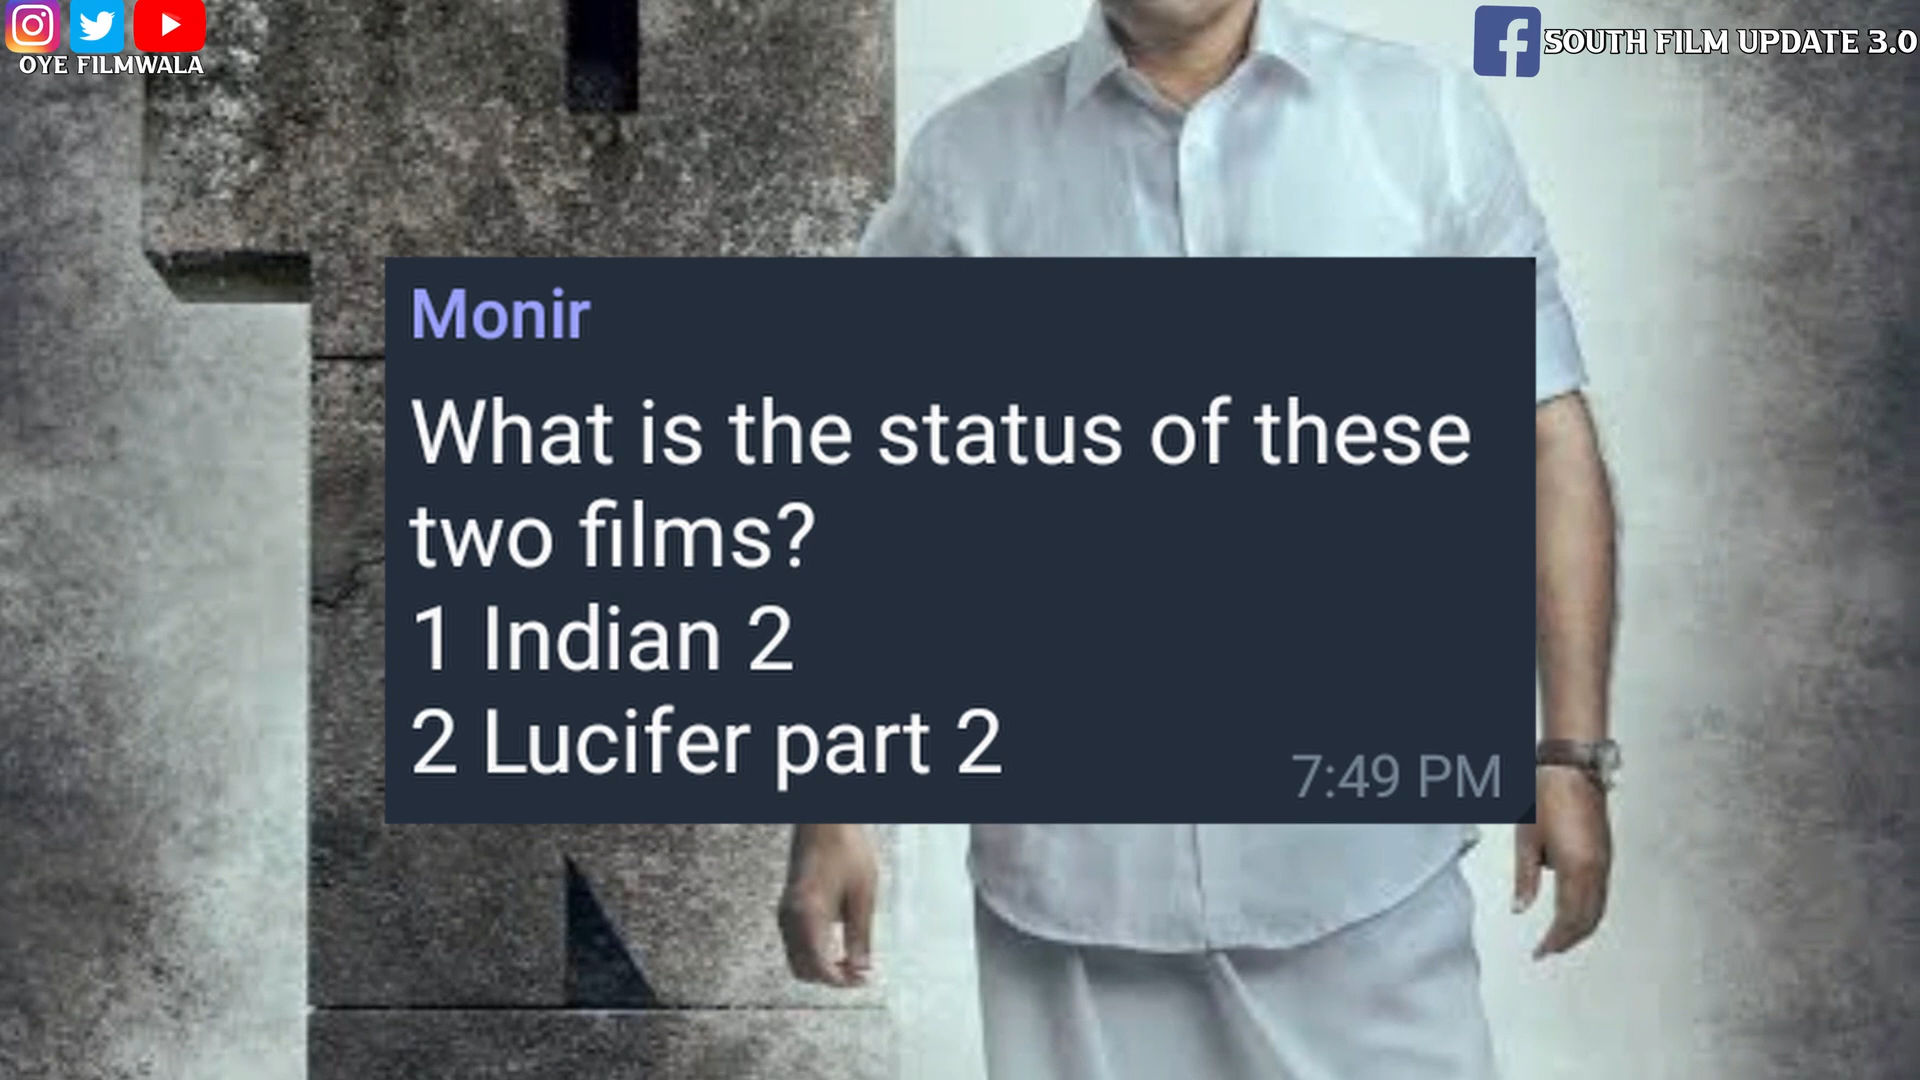 OYE FILMWALA
SOUTH FILM UPDATE 3.0
Monir
What is the status of these
two films?
1 Indian 2
2 Lucifer part 2
7:49 PM